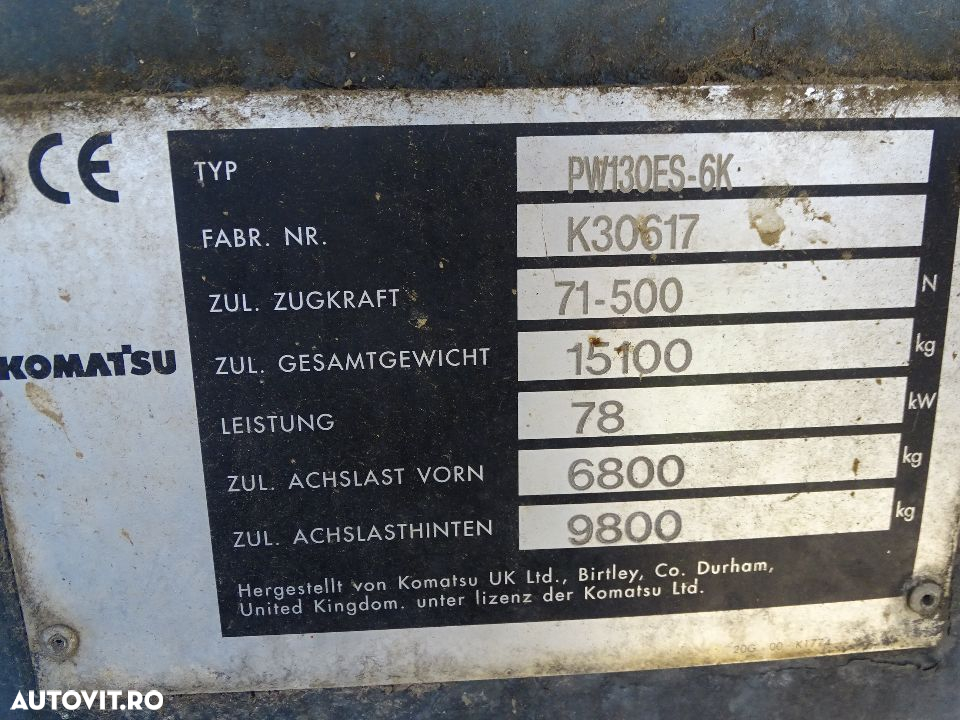 CE
TYP PW130ES-6K
FABR. NR. K30617
ZUL. ZUGKRAFT 71-500 N
ZUL. GESAMTGEWICHT 15100 kg
KOMATSU
LEISTUNG 78 kW
ZUL. ACHSLAST VORN 6800 kg
ZUL. ACHSLASTHINTEN 9800 kg
Hergestellt von Komatsu UK Ltd., Birtley, Co. Durham,
United Kingdom. unter lizenz der Komatsu Ltd.
AUTOVIT.RO